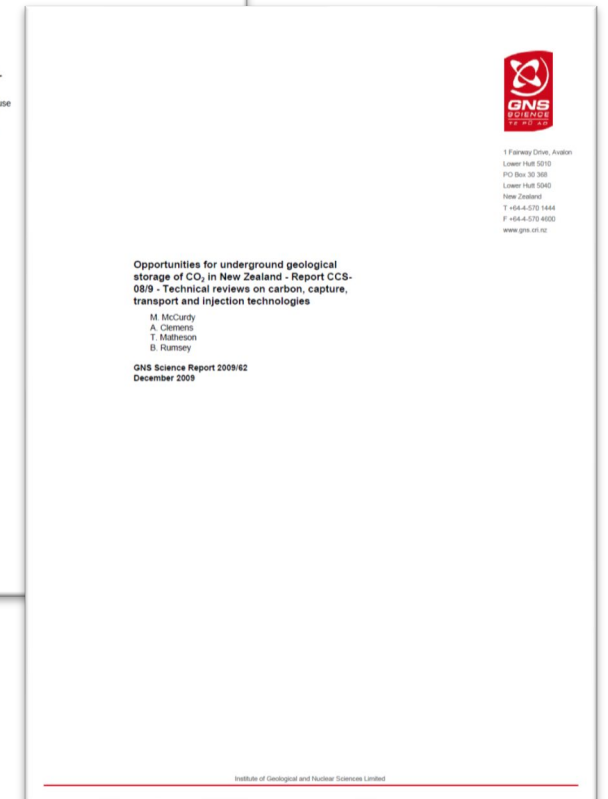 use
GNS
SCIENCE
TE PŪ AO
1 Fairway Drive, Avalon
Lower Hutt 5010
PO Box 30 368
Lower Hutt 5040
New Zealand
T +64-4-570 1444
F +64-4-570 4600
www.gns.cri.nz
Opportunities for underground geological
storage of CO₂ in New Zealand - Report CCS-
08/9 - Technical reviews on carbon, capture,
transport and injection technologies
M. McCurdy
A. Clemens
T. Matheson
B. Rumsey
GNS Science Report 2009/62
December 2009
Institute of Geological and Nuclear Sciences Limited